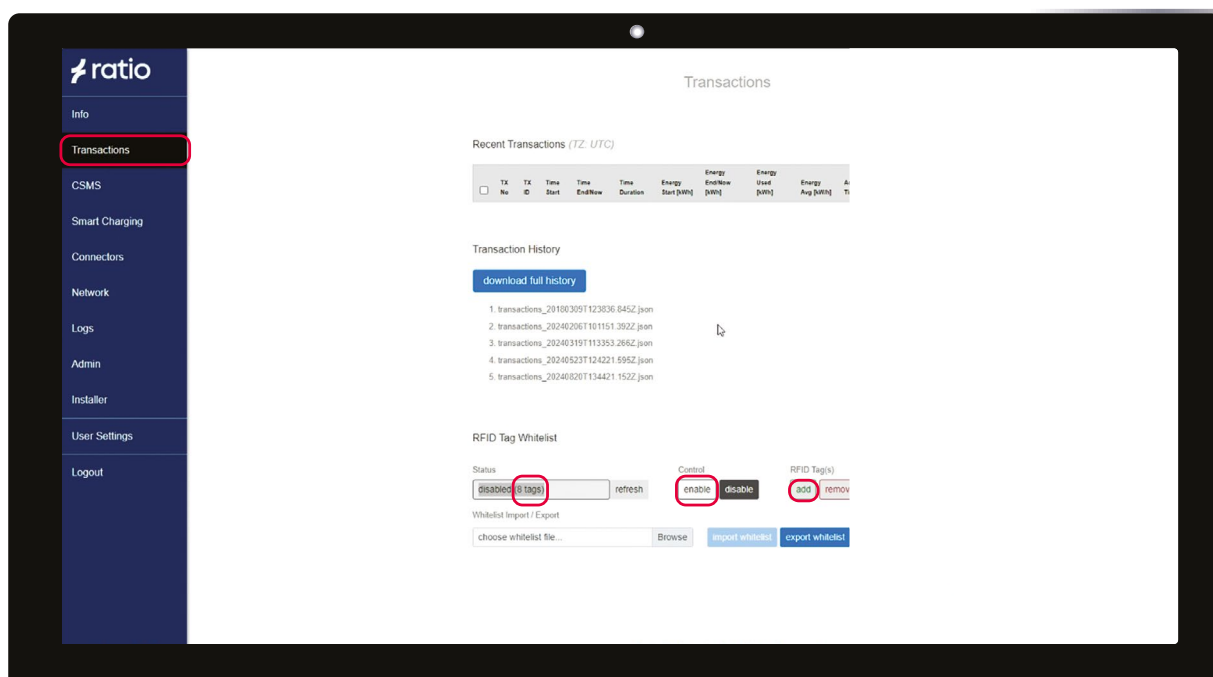 ratio
Info
Transactions
CSMS
Smart Charging
Connectors
Network
Logs
Admin
Installer
User Settings
Logout
Transactions
Recent Transactions (TZ: UTC)
TX No TX ID Time Start Time End/Now Time Duration Energy Start [kWh] Energy End/Now [kWh] Energy Used [kWh] Energy Avg [kW/h]
Transaction History
download full history
1. transactions_20180309T123836.845Z.json
2. transactions_20240206T101151.392Z.json
3. transactions_20240319T113353.266Z.json
4. transactions_20240523T124221.595Z.json
5. transactions_20240820T134421.152Z.json
RFID Tag Whitelist
Status Control RFID Tag(s)
disabled (8 tags) refresh enable disable add remov
Whitelist Import / Export
choose whitelist file... Browse import whitelist export whitelist